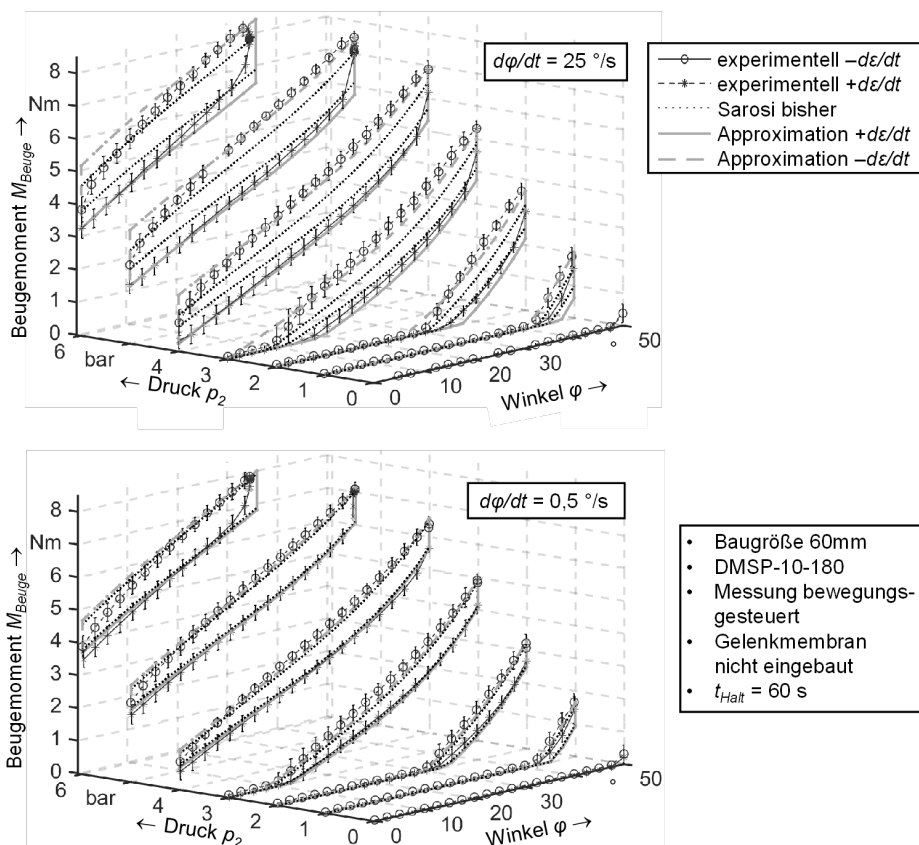 dφ/dt = 25 °/s
8
Nm
6
5
4
3
2
1
0
Beugemoment M_Beuge →
6
bar
4
3
2
1
0
← Druck p₂
0
10
20
30
°
50
Winkel φ →
experimentell –dε/dt
experimentell +dε/dt
Sarosi bisher
Approximation +dε/dt
Approximation –dε/dt
dφ/dt = 0,5 °/s
8
Nm
6
5
4
3
2
1
0
Beugemoment M_Beuge →
6
bar
4
3
2
1
0
← Druck p₂
0
10
20
30
°
50
Winkel φ →
• Baugröße 60mm
• DMSP-10-180
• Messung bewegungs-
gesteuert
• Gelenkmembran
nicht eingebaut
• t_Halt = 60 s